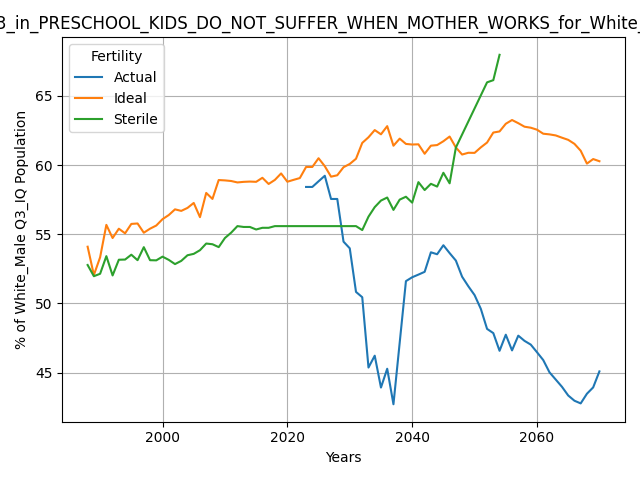 3_in_PRESCHOOL_KIDS_DO_NOT_SUFFER_WHEN_MOTHER_WORKS_for_White_
Fertility
Actual
Ideal
Sterile
% of White_Male Q3_IQ Population
65
60
55
50
45
2000
2020
2040
2060
Years